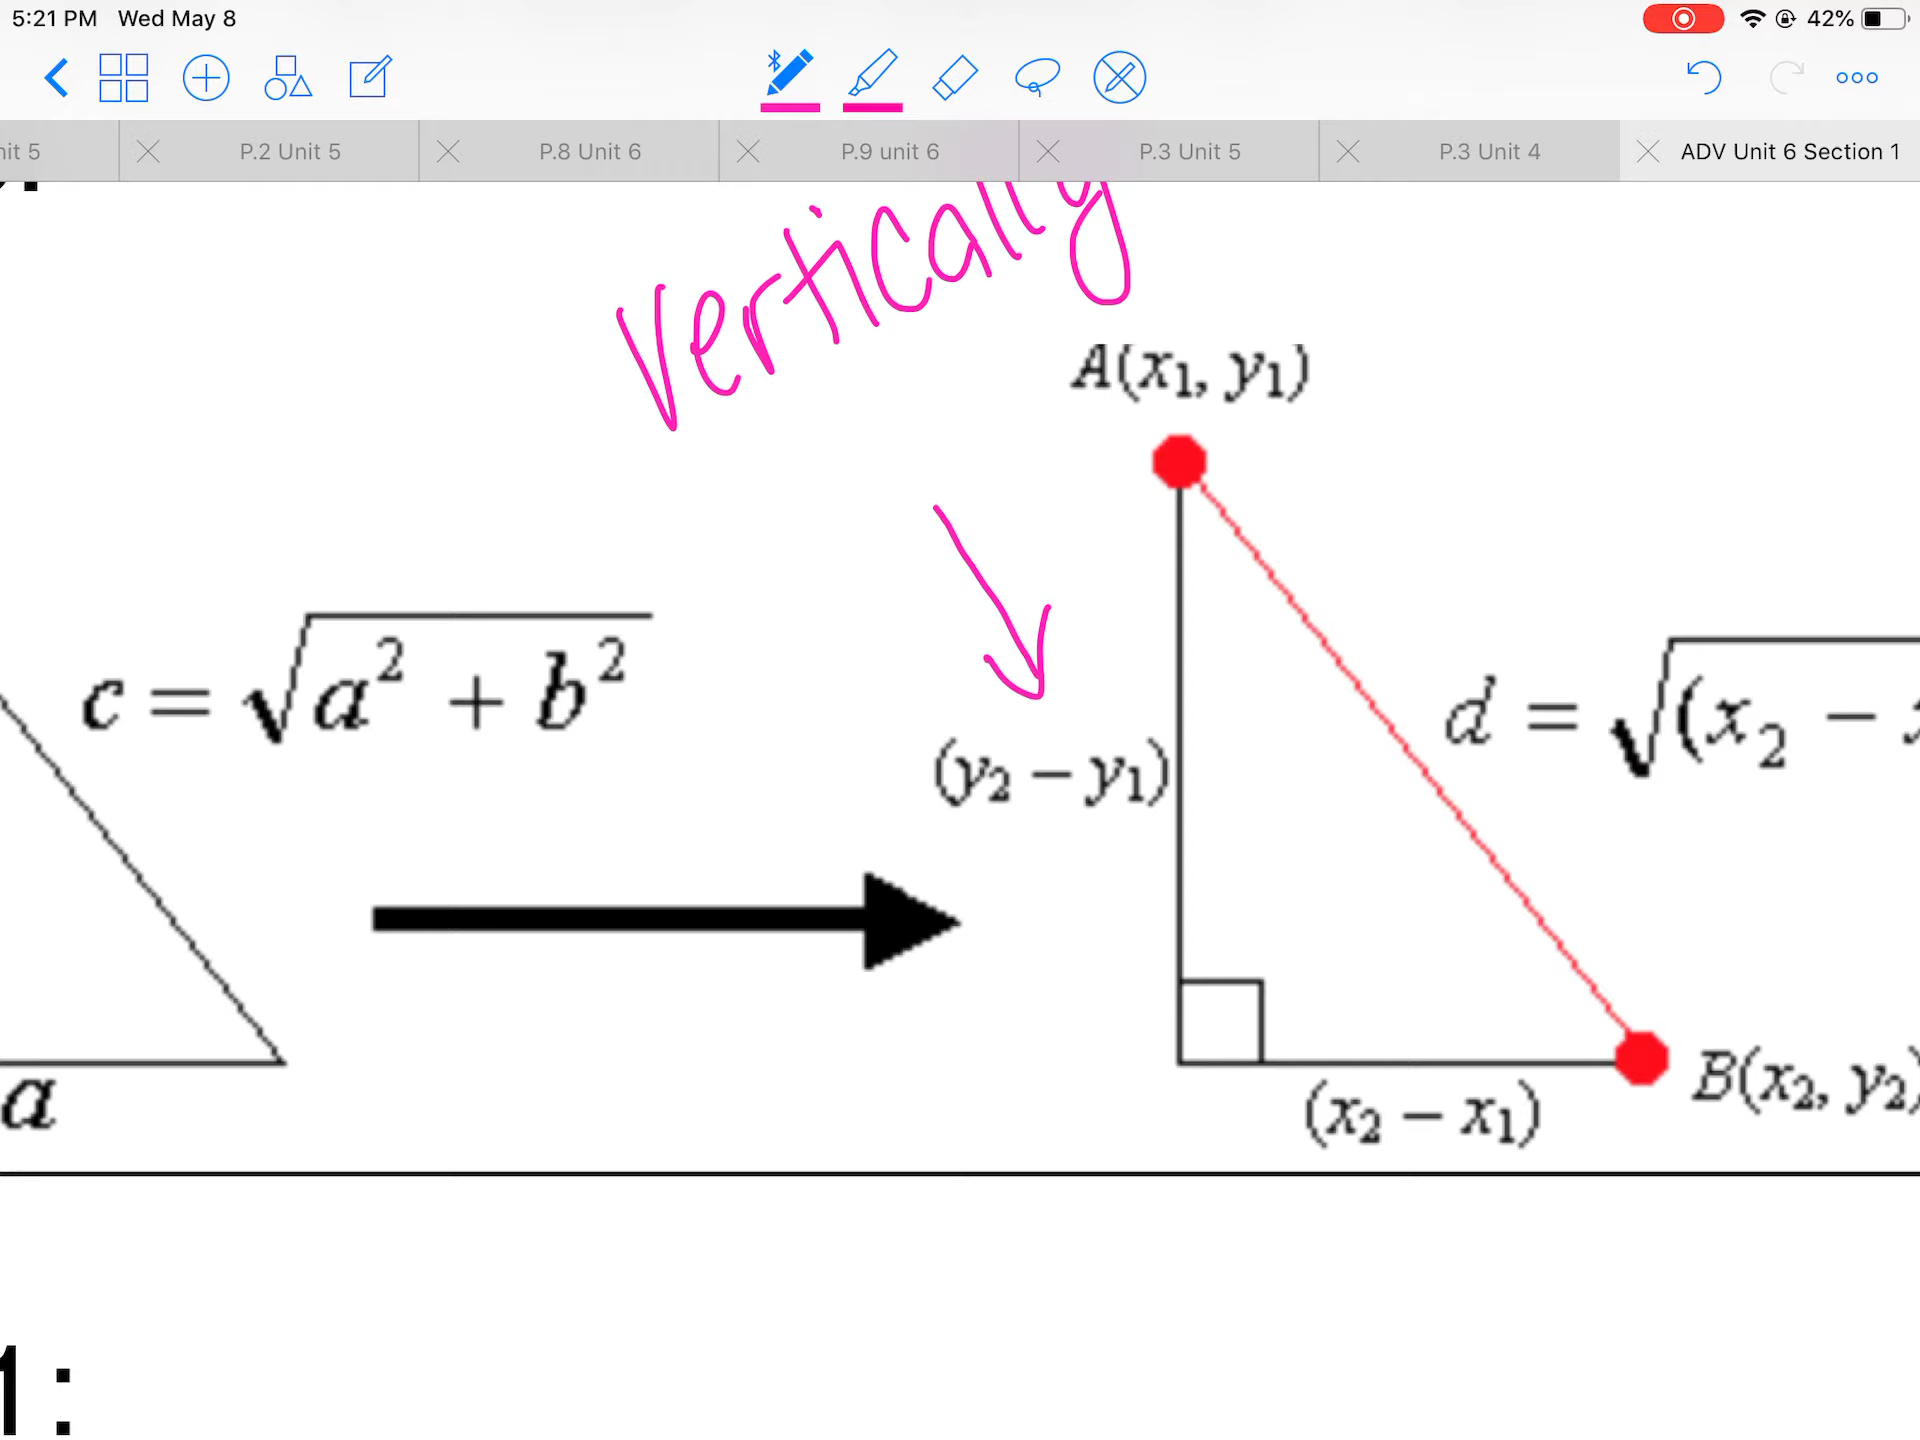 5:21 PM Wed May 8
42%
nit 5
P.2 Unit 5
P.8 Unit 6
P.9 unit 6
P.3 Unit 5
P.3 Unit 4
ADV Unit 6 Section 1
Vertically
A(x₁, y₁)
c = √a² + b²
d = √(x₂ −
(y₂ − y₁)
a
(x₂ − x₁)
B(x₂, y₂)
1: